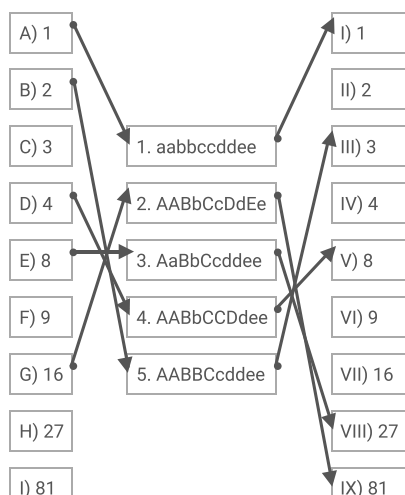 A) 1
B) 2
C) 3
D) 4
E) 8
F) 9
G) 16
H) 27
I) 81
1. aabbccddee
2. AABbCcDdEe
3. AaBbCcddee
4. AABbCCDdee
5. AABBCcddee
I) 1
II) 2
III) 3
IV) 4
V) 8
VI) 9
VII) 16
VIII) 27
IX) 81